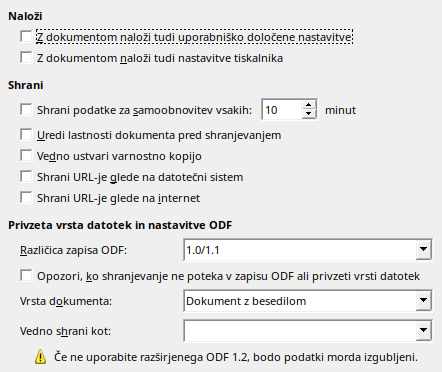 Naloži
Z dokumentom naloži tudi uporabniško določene nastavitve
Z dokumentom naloži tudi nastavitve tiskalnika
Shrani
Shrani podatke za samoobnovitev vsakih: 10 minut
Uredi lastnosti dokumenta pred shranjevanjem
Vedno ustvari varnostno kopijo
Shrani URL-je glede na datotečni sistem
Shrani URL-je glede na internet
Privzeta vrsta datotek in nastavitve ODF
Različica zapisa ODF: 1.0/1.1
Opozori, ko shranjevanje ne poteka v zapisu ODF ali privzeti vrsti datotek
Vrsta dokumenta: Dokument z besedilom
Vedno shrani kot:
Če ne uporabite razširjenega ODF 1.2, bodo podatki morda izgubljeni.